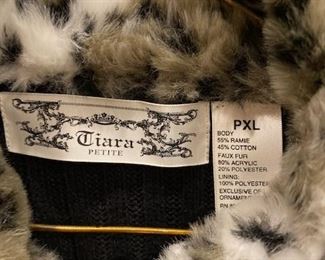 Tiara
PETITE
PXL
BODY
55% RAMIE
45% COTTON
FAUX FUR
80% ACRYLIC
20% POLYESTER
LINING
100% POLYESTER
EXCLUSIVE OF
ORNAMENT